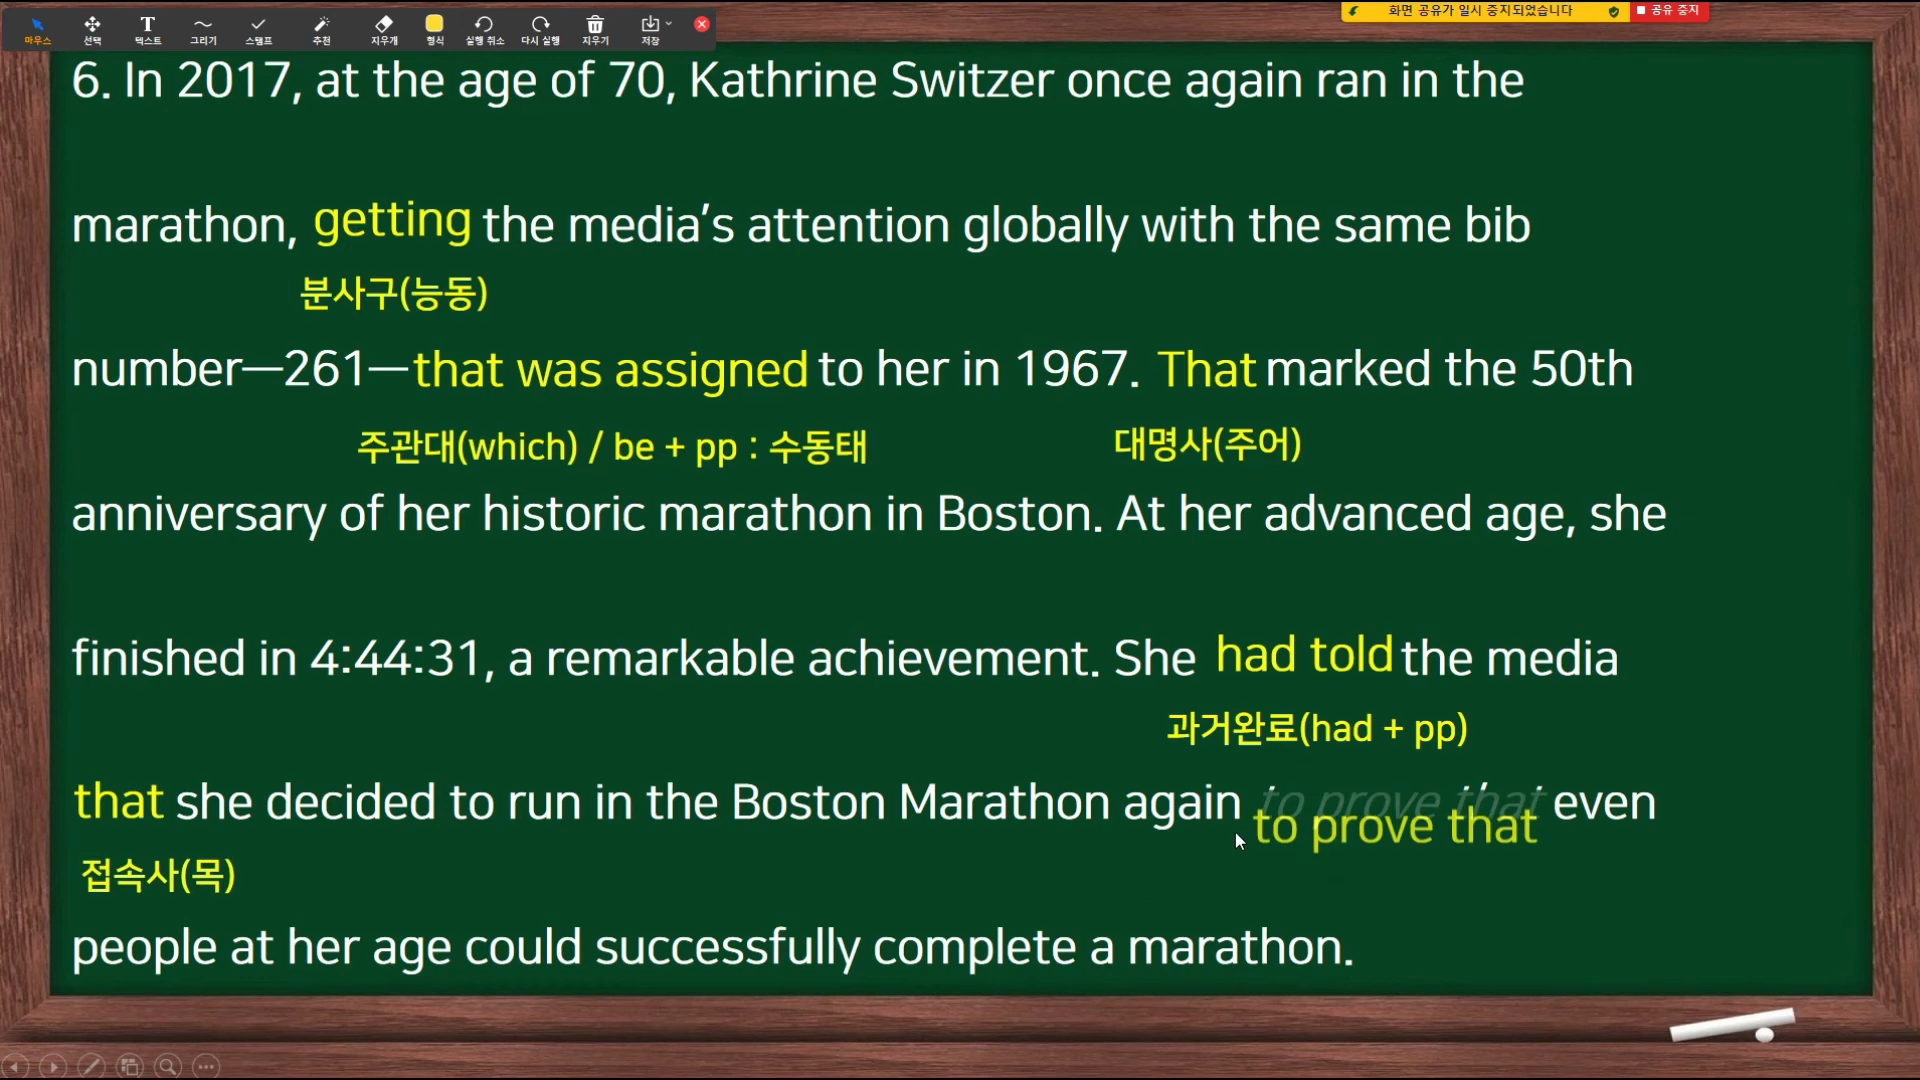 마우스 선택 텍스트 그리기 스탬프 추천 지우개 형식 실행 취소 다시 실행 지우기 저장
화면 공유가 일시 중지되었습니다 공유 중지
6. In 2017, at the age of 70, Kathrine Switzer once again ran in the
marathon, getting the media's attention globally with the same bib
분사구(능동)
number—261—that was assigned to her in 1967. That marked the 50th
주관대(which) / be + pp : 수동태 대명사(주어)
anniversary of her historic marathon in Boston. At her advanced age, she
finished in 4:44:31, a remarkable achievement. She had told the media
과거완료(had + pp)
that she decided to run in the Boston Marathon again to prove that even
to prove that
접속사(목)
people at her age could successfully complete a marathon.